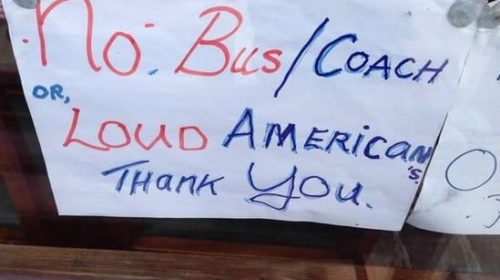 No. Bus/COACH
OR,
LOUD AMERICAN's.
THANK YOU.